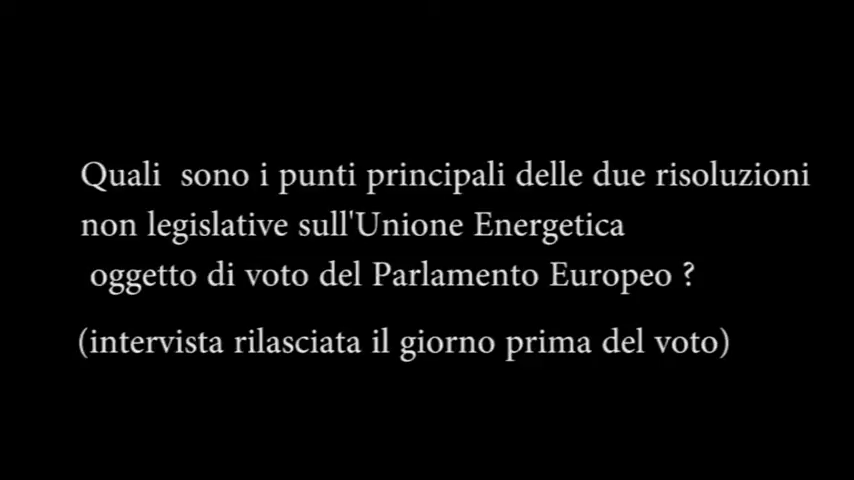 Quali sono i punti principali delle due risoluzioni
non legislative sull'Unione Energetica
oggetto di voto del Parlamento Europeo ?
(intervista rilasciata il giorno prima del voto)